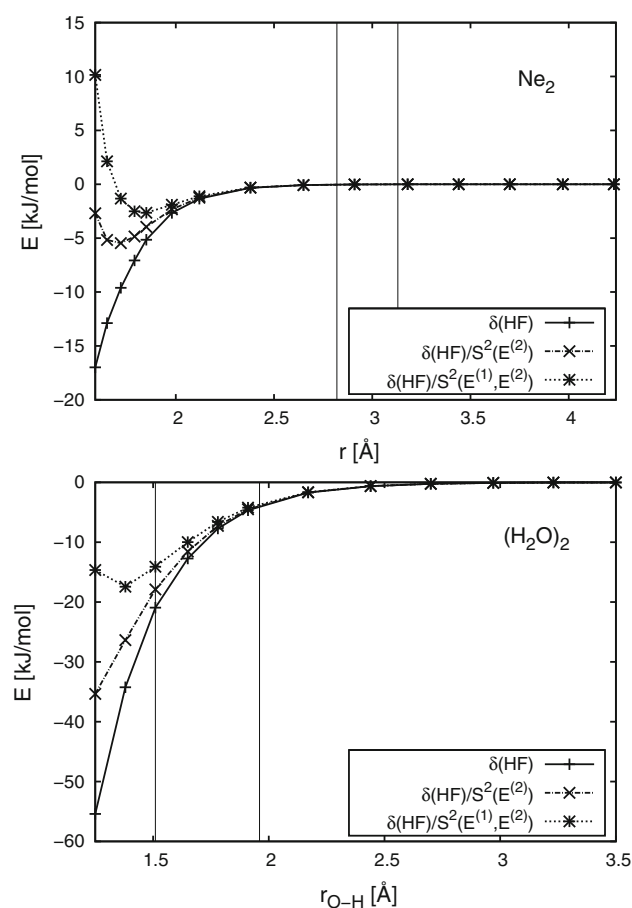 15
10
5
0
−5
−10
−15
−20
E [kJ/mol]
Ne₂
δ(HF)
δ(HF)/S²(E⁽²⁾)
δ(HF)/S²(E⁽¹⁾,E⁽²⁾)
2 2.5 3 3.5 4
r [Å]
0
−10
−20
−30
−40
−50
−60
E [kJ/mol]
(H₂O)₂
δ(HF)
δ(HF)/S²(E⁽²⁾)
δ(HF)/S²(E⁽¹⁾,E⁽²⁾)
1.5 2 2.5 3 3.5
r_O−H [Å]